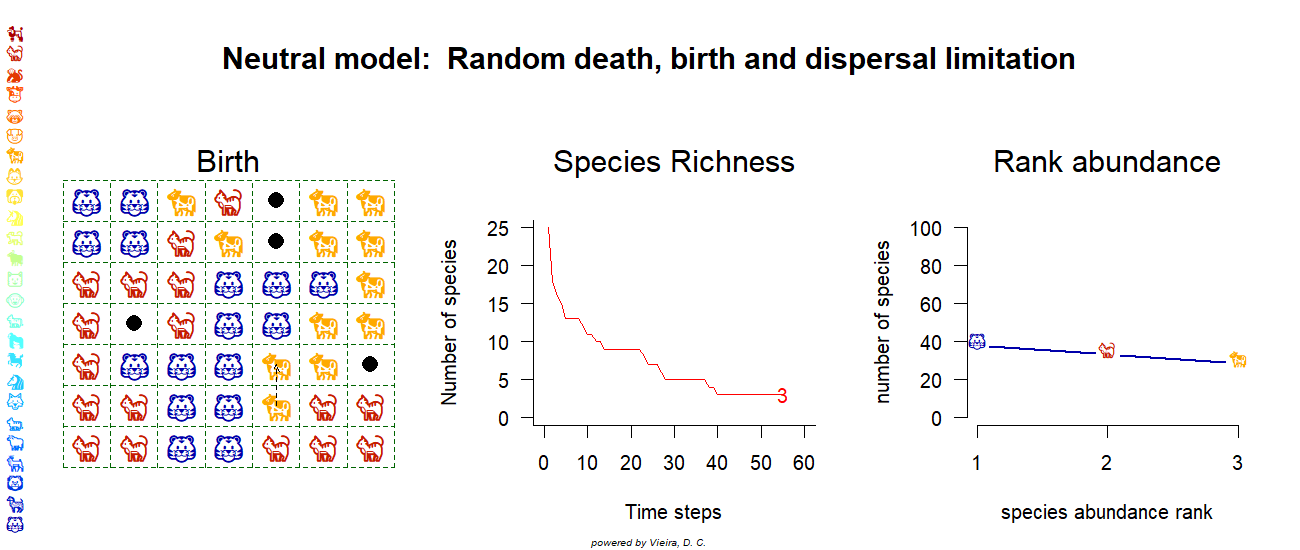 Neutral model:  Random death, birth and dispersal limitation
Birth
Species Richness
Number of species
25
20
15
10
5
0
3
0 10 20 30 40 50 60
Time steps
Rank abundance
number of species
100
80
60
40
20
0
1 2 3
species abundance rank
powered by Vieira, D. C.